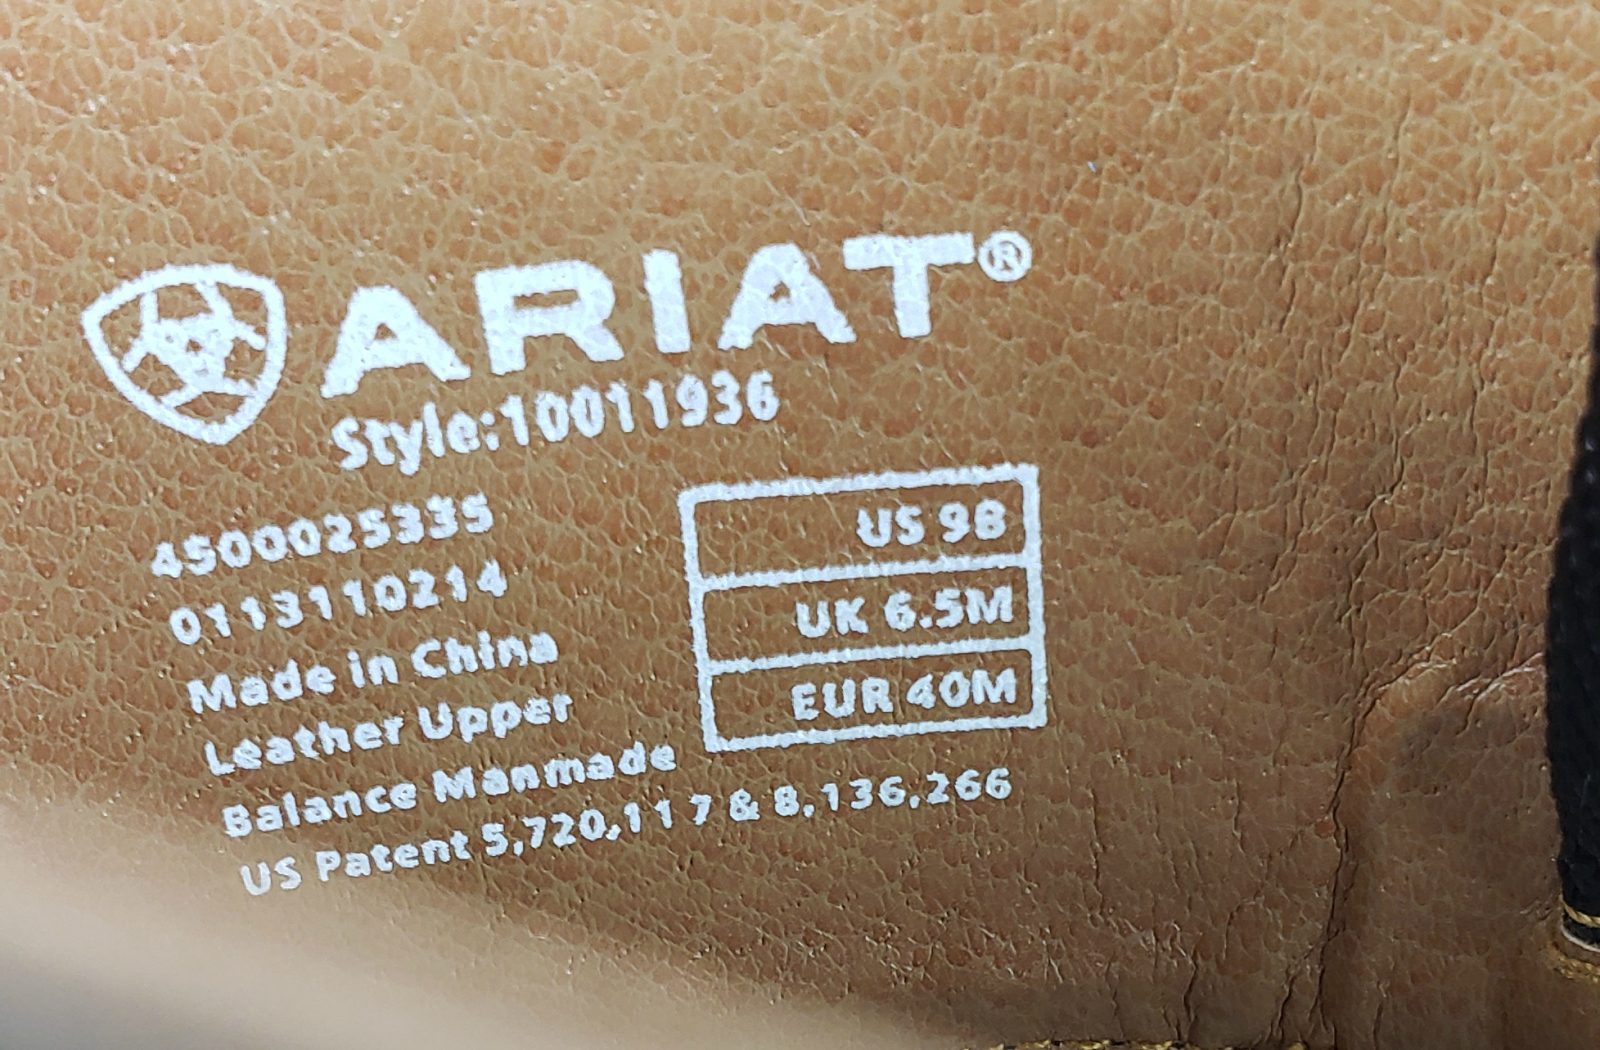 ARIAT®
Style:10011936
4500025335
0113110214
Made in China
Leather Upper
Balance Manmade
US Patent 5,720,117 & 8,136,266
US 9B
UK 6.5M
EUR 40M